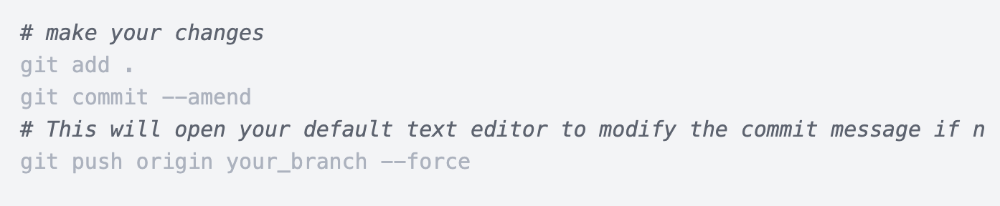 # make your changes
git add .
git commit --amend
# This will open your default text editor to modify the commit message if n
git push origin your_branch --force